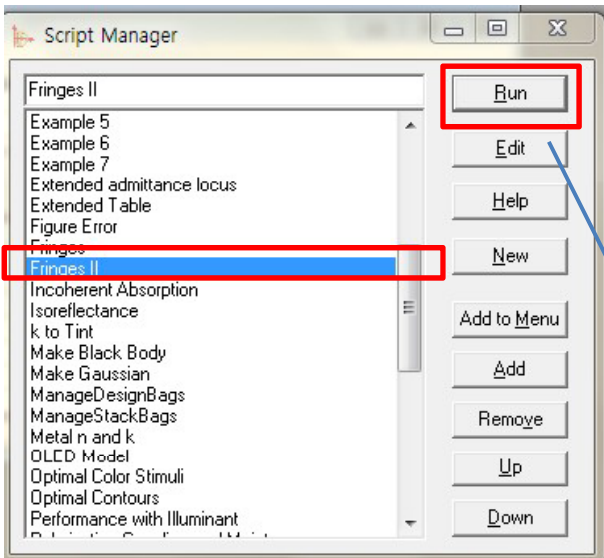 Script Manager
Fringes II
Example 5
Example 6
Example 7
Extended admittance locus
Extended Table
Figure Error
Fringes
Fringes II
Incoherent Absorption
Isoreflectance
k to Tint
Make Black Body
Make Gaussian
ManageDesignBags
ManageStackBags
Metal n and k
OLED Model
Optimal Color Stimuli
Optimal Contours
Performance with Illuminant
Run
Edit
Help
New
Add to Menu
Add
Remove
Up
Down